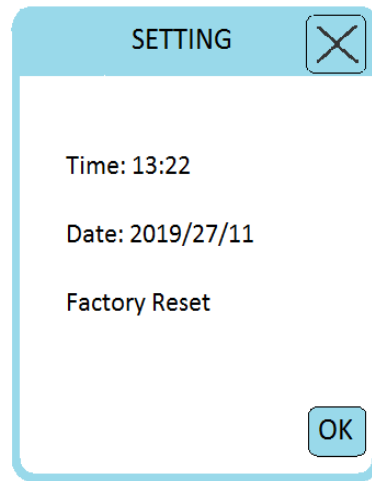 SETTING
Time: 13:22
Date: 2019/27/11
Factory Reset
OK